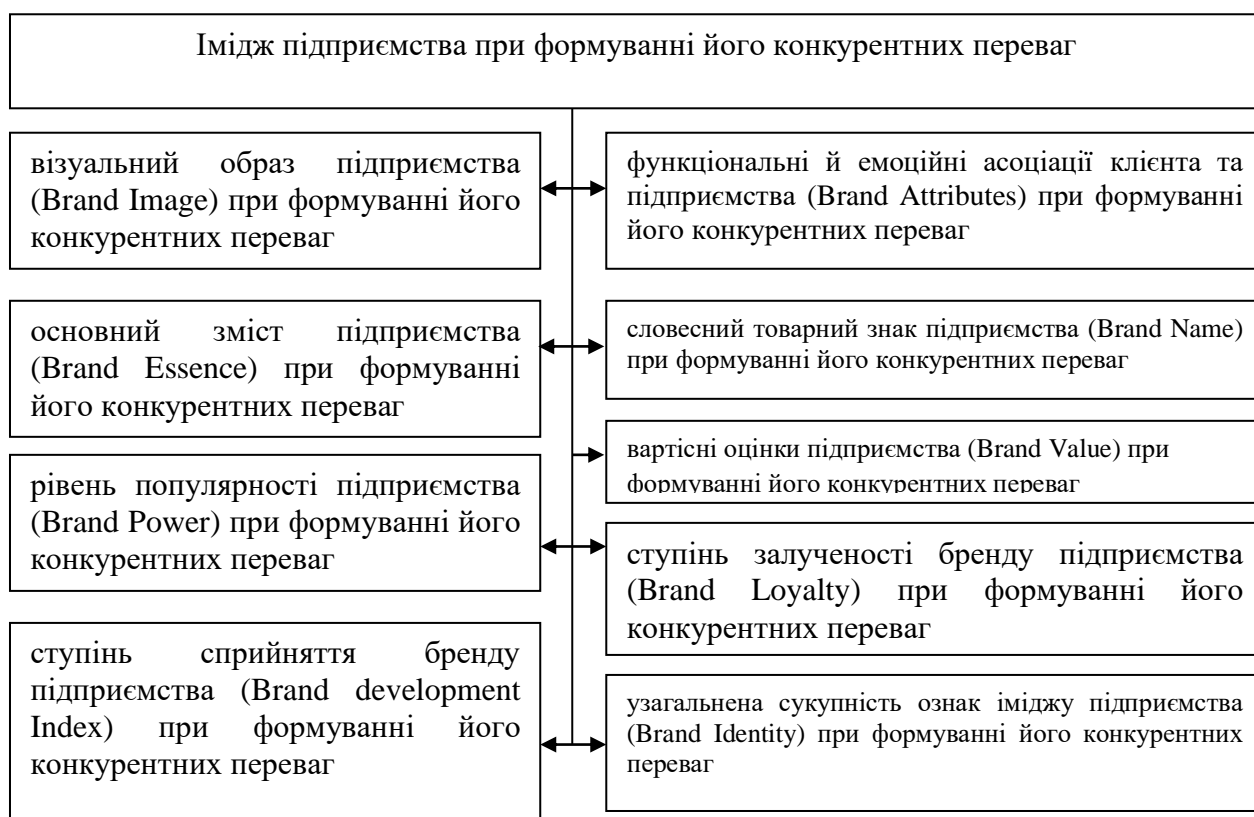 Імідж підприємства при формуванні його конкурентних переваг
візуальний образ підприємства
(Brand Image) при формуванні його
конкурентних переваг
функціональні й емоційні асоціації клієнта та
підприємства (Brand Attributes) при формуванні
його конкурентних переваг
основний зміст підприємства
(Brand Essence) при формуванні
його конкурентних переваг
словесний товарний знак підприємства (Brand Name)
при формуванні його конкурентних переваг
вартісні оцінки підприємства (Brand Value) при
формуванні його конкурентних переваг
рівень популярності підприємства
(Brand Power) при формуванні його
конкурентних переваг
ступінь залученості бренду підприємства
(Brand Loyalty) при формуванні його
конкурентних переваг
ступінь сприйняття бренду
підприємства (Brand development
Index) при формуванні його
конкурентних переваг
узагальнена сукупність ознак іміджу підприємства
(Brand Identity) при формуванні його конкурентних
переваг